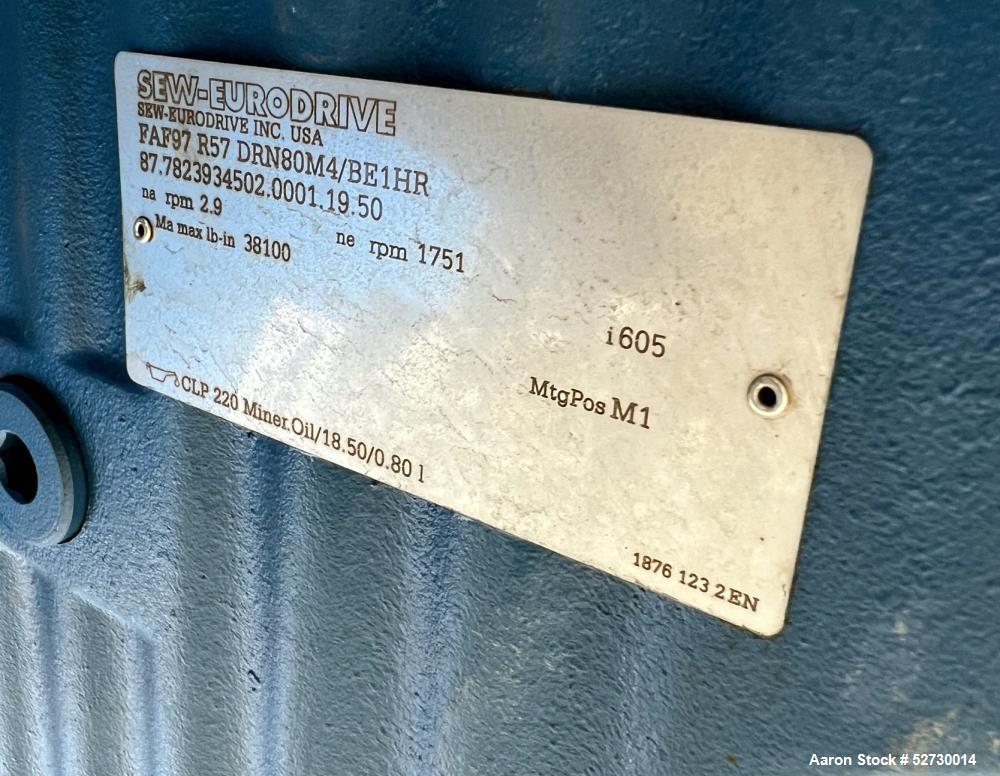 SEW-EURODRIVE
SEW-EURODRIVE INC. USA
FAF97 R57 DRN80M4/BE1HR
87.7823934502.0001.19.50
na rpm 2.9 ne rpm 1751
Ma max lb-in 38100
i 605
MtgPos M1
CLP 220 Miner.Oil/18.50/0.80 l
1876 123 2 EN
Aaron Stock # 52730014